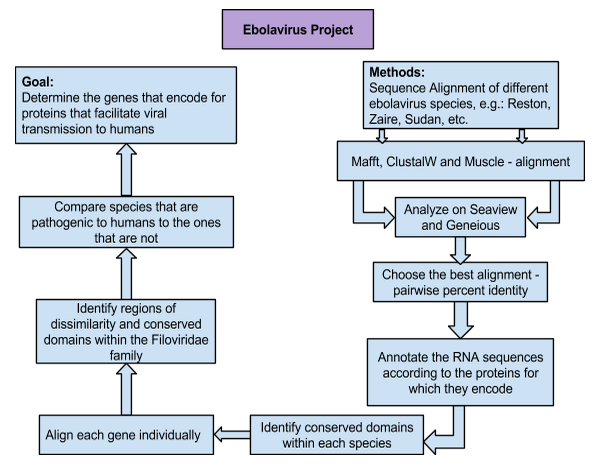 Ebolavirus Project
Goal:
Determine the genes that encode for
proteins that facilitate viral
transmission to humans
Methods:
Sequence Alignment of different
ebolavirus species, e.g.: Reston,
Zaire, Sudan, etc.
Mafft, ClustalW and Muscle - alignment
Analyze on Seaview
and Geneious
Choose the best alignment -
pairwise percent identity
Annotate the RNA sequences
according to the proteins for
which they encode
Identify conserved domains
within each species
Align each gene individually
Identify regions of
dissimilarity and conserved
domains within the Filoviridae
family
Compare species that are
pathogenic to humans to the ones
that are not